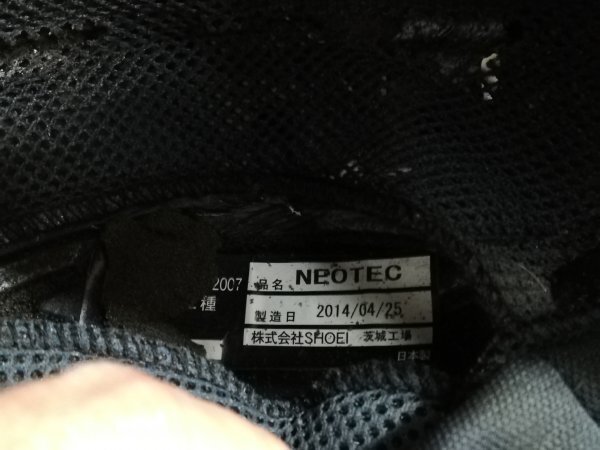 2007 品名 NEOTEC
種 製造日 2014/04/25
株式会社SHOEI 茨城工場
日本製